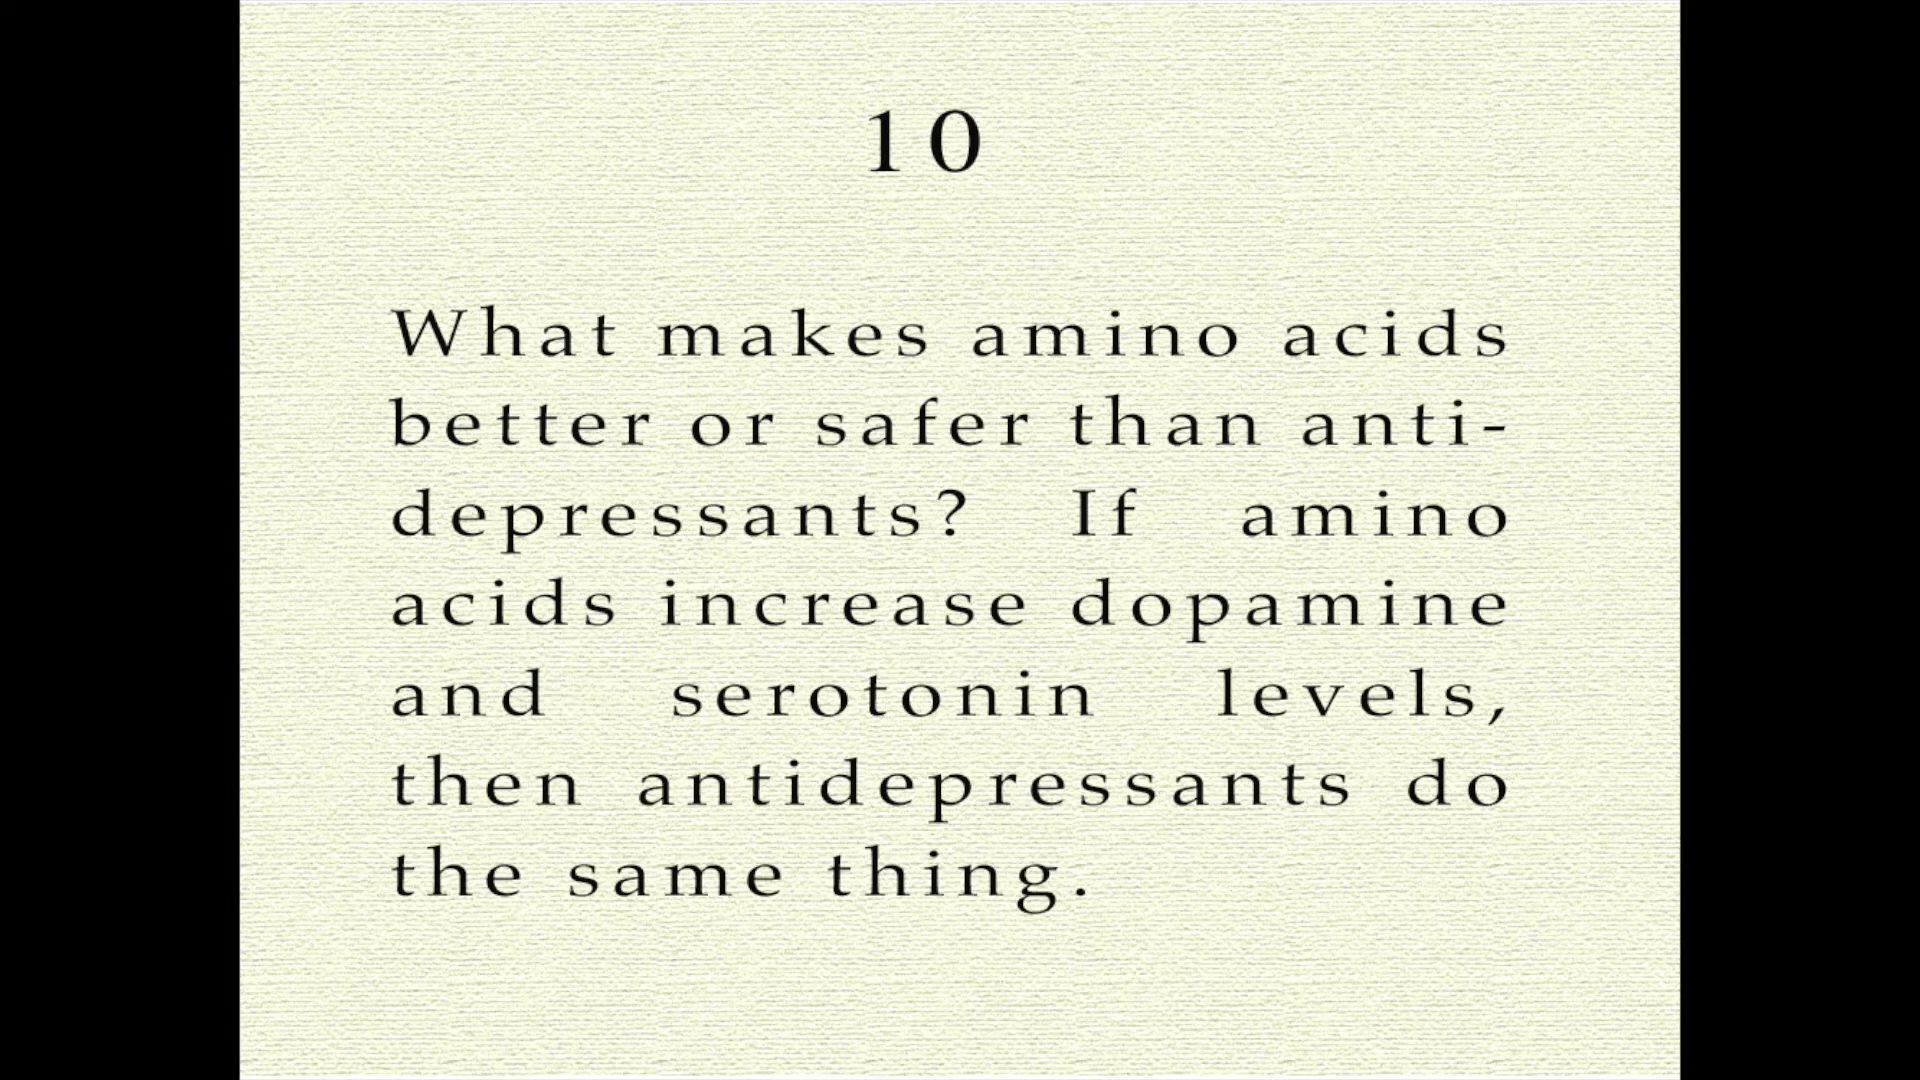 10
What makes amino acids
better or safer than anti-
depressants? If amino
acids increase dopamine
and serotonin levels,
then antidepressants do
the same thing.